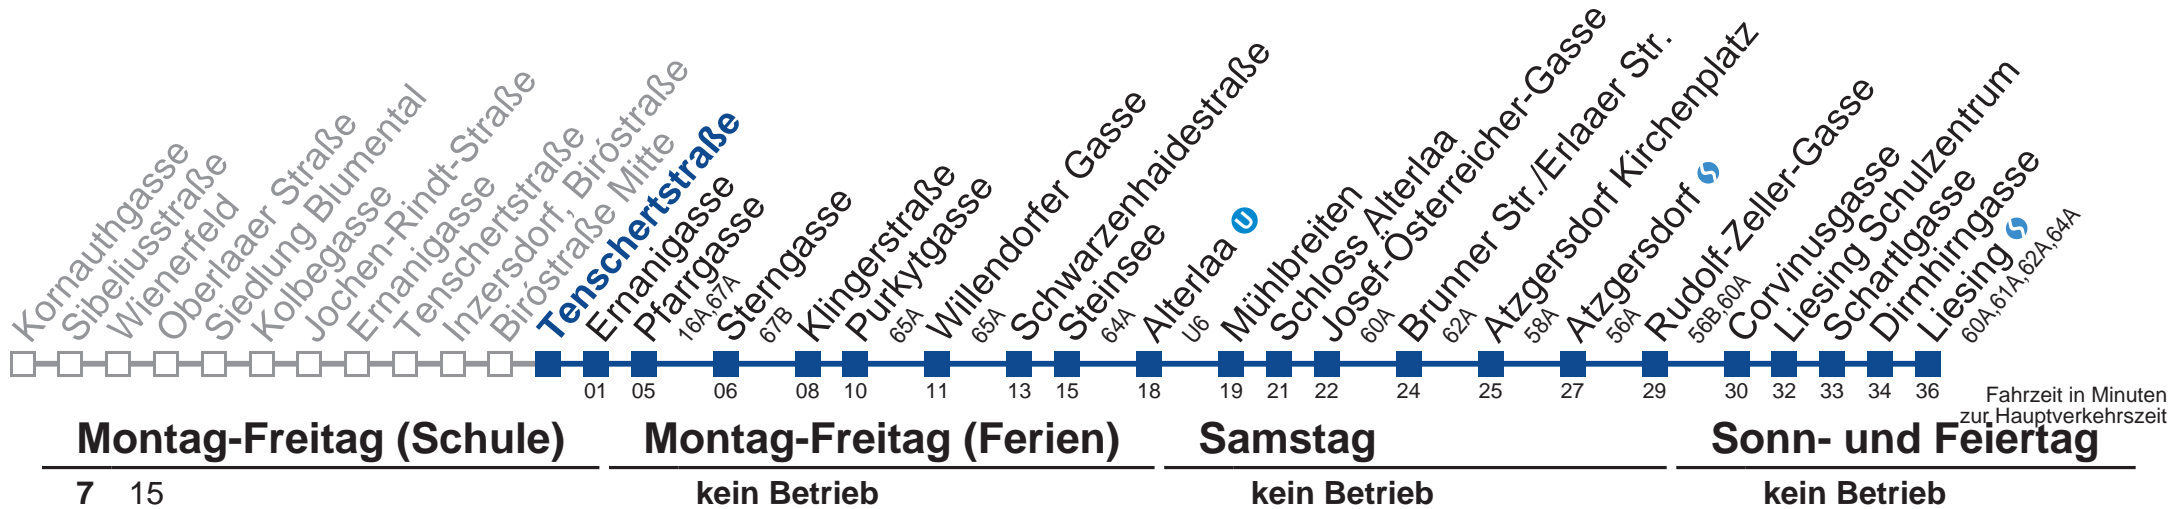 Kornauthgasse
Sibeliusstraße
Wienerfeld
Oberlaaer Straße
Siedlung Blumental
Kolbegasse
Jochen-Rindt-Straße
Ernanigasse
Tenschertstraße
Inzersdorf, Biróstraße
Biróstraße Mitte
Tenschertstraße
Ernanigasse
Pfarrgasse
16A,67A
Sterngasse
67B
Klingerstraße
Purkytgasse
65A
Willendorfer Gasse
65A
Schwarzenhaidestraße
Steinsee
64A
Alterlaa U
U6
Mühlbreiten
Schloss Alterlaa
Josef-Österreicher-Gasse
60A
Brunner Str./Erlaaer Str.
62A
Atzgersdorf Kirchenplatz
58A
Atzgersdorf
56A
Rudolf-Zeller-Gasse
56B,60A
Corvinusgasse
Liesing Schulzentrum
Schartlgasse
Dirmhirngasse
Liesing
60A,61A,62A,64A
01 05 06 08 10 11 13 15 18 19 21 22 24 25 27 29 30 32 33 34 36
Fahrzeit in Minuten
zur Hauptverkehrszeit
Montag-Freitag (Schule) Montag-Freitag (Ferien) Samstag Sonn- und Feiertag
7 15 kein Betrieb kein Betrieb kein Betrieb